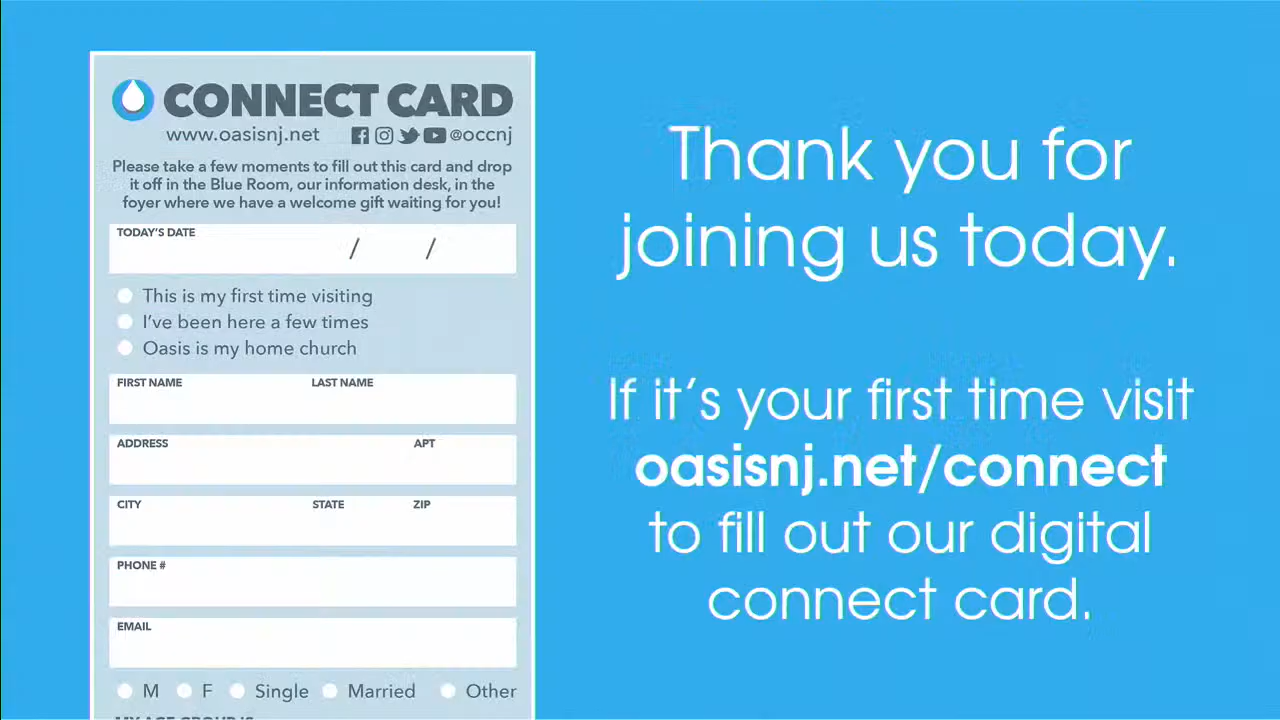 CONNECT CARD
www.oasisnj.net @occnj
Please take a few moments to fill out this card and drop
it off in the Blue Room, our information desk, in the
foyer where we have a welcome gift waiting for you!
TODAY'S DATE
/ /
This is my first time visiting
I've been here a few times
Oasis is my home church
FIRST NAME LAST NAME
ADDRESS APT
CITY STATE ZIP
PHONE #
EMAIL
M F Single Married Other
MY AGE GROUP IS
Thank you for
joining us today.
If it's your first time visit
oasisnj.net/connect
to fill out our digital
connect card.